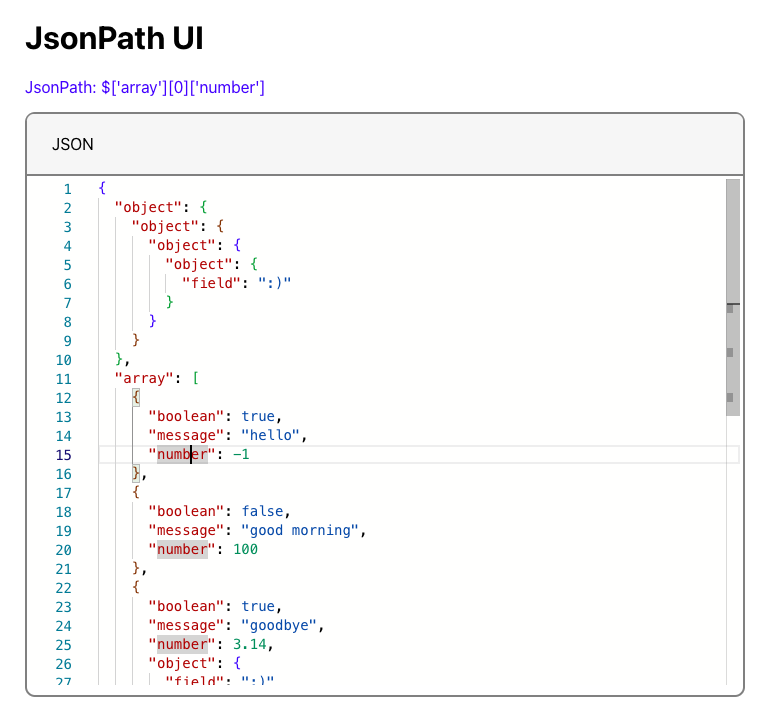 JsonPath UI
JsonPath: $['array'][0]['number']
JSON
1 {
2 "object": {
3 "object": {
4 "object": {
5 "object": {
6 "field": ":)"
7 }
8 }
9 }
10 },
11 "array": [
12 {
13 "boolean": true,
14 "message": "hello",
15 "number": -1
16 },
17 {
18 "boolean": false,
19 "message": "good morning",
20 "number": 100
21 },
22 {
23 "boolean": true,
24 "message": "goodbye",
25 "number": 3.14,
26 "object": {
27 "field": ":)"